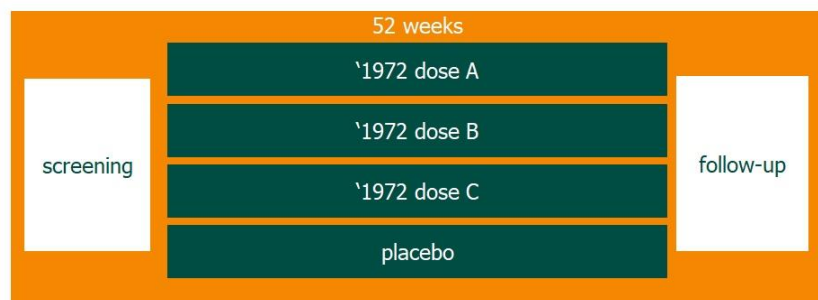 52 weeks
screening
‘1972 dose A
‘1972 dose B
‘1972 dose C
placebo
follow-up